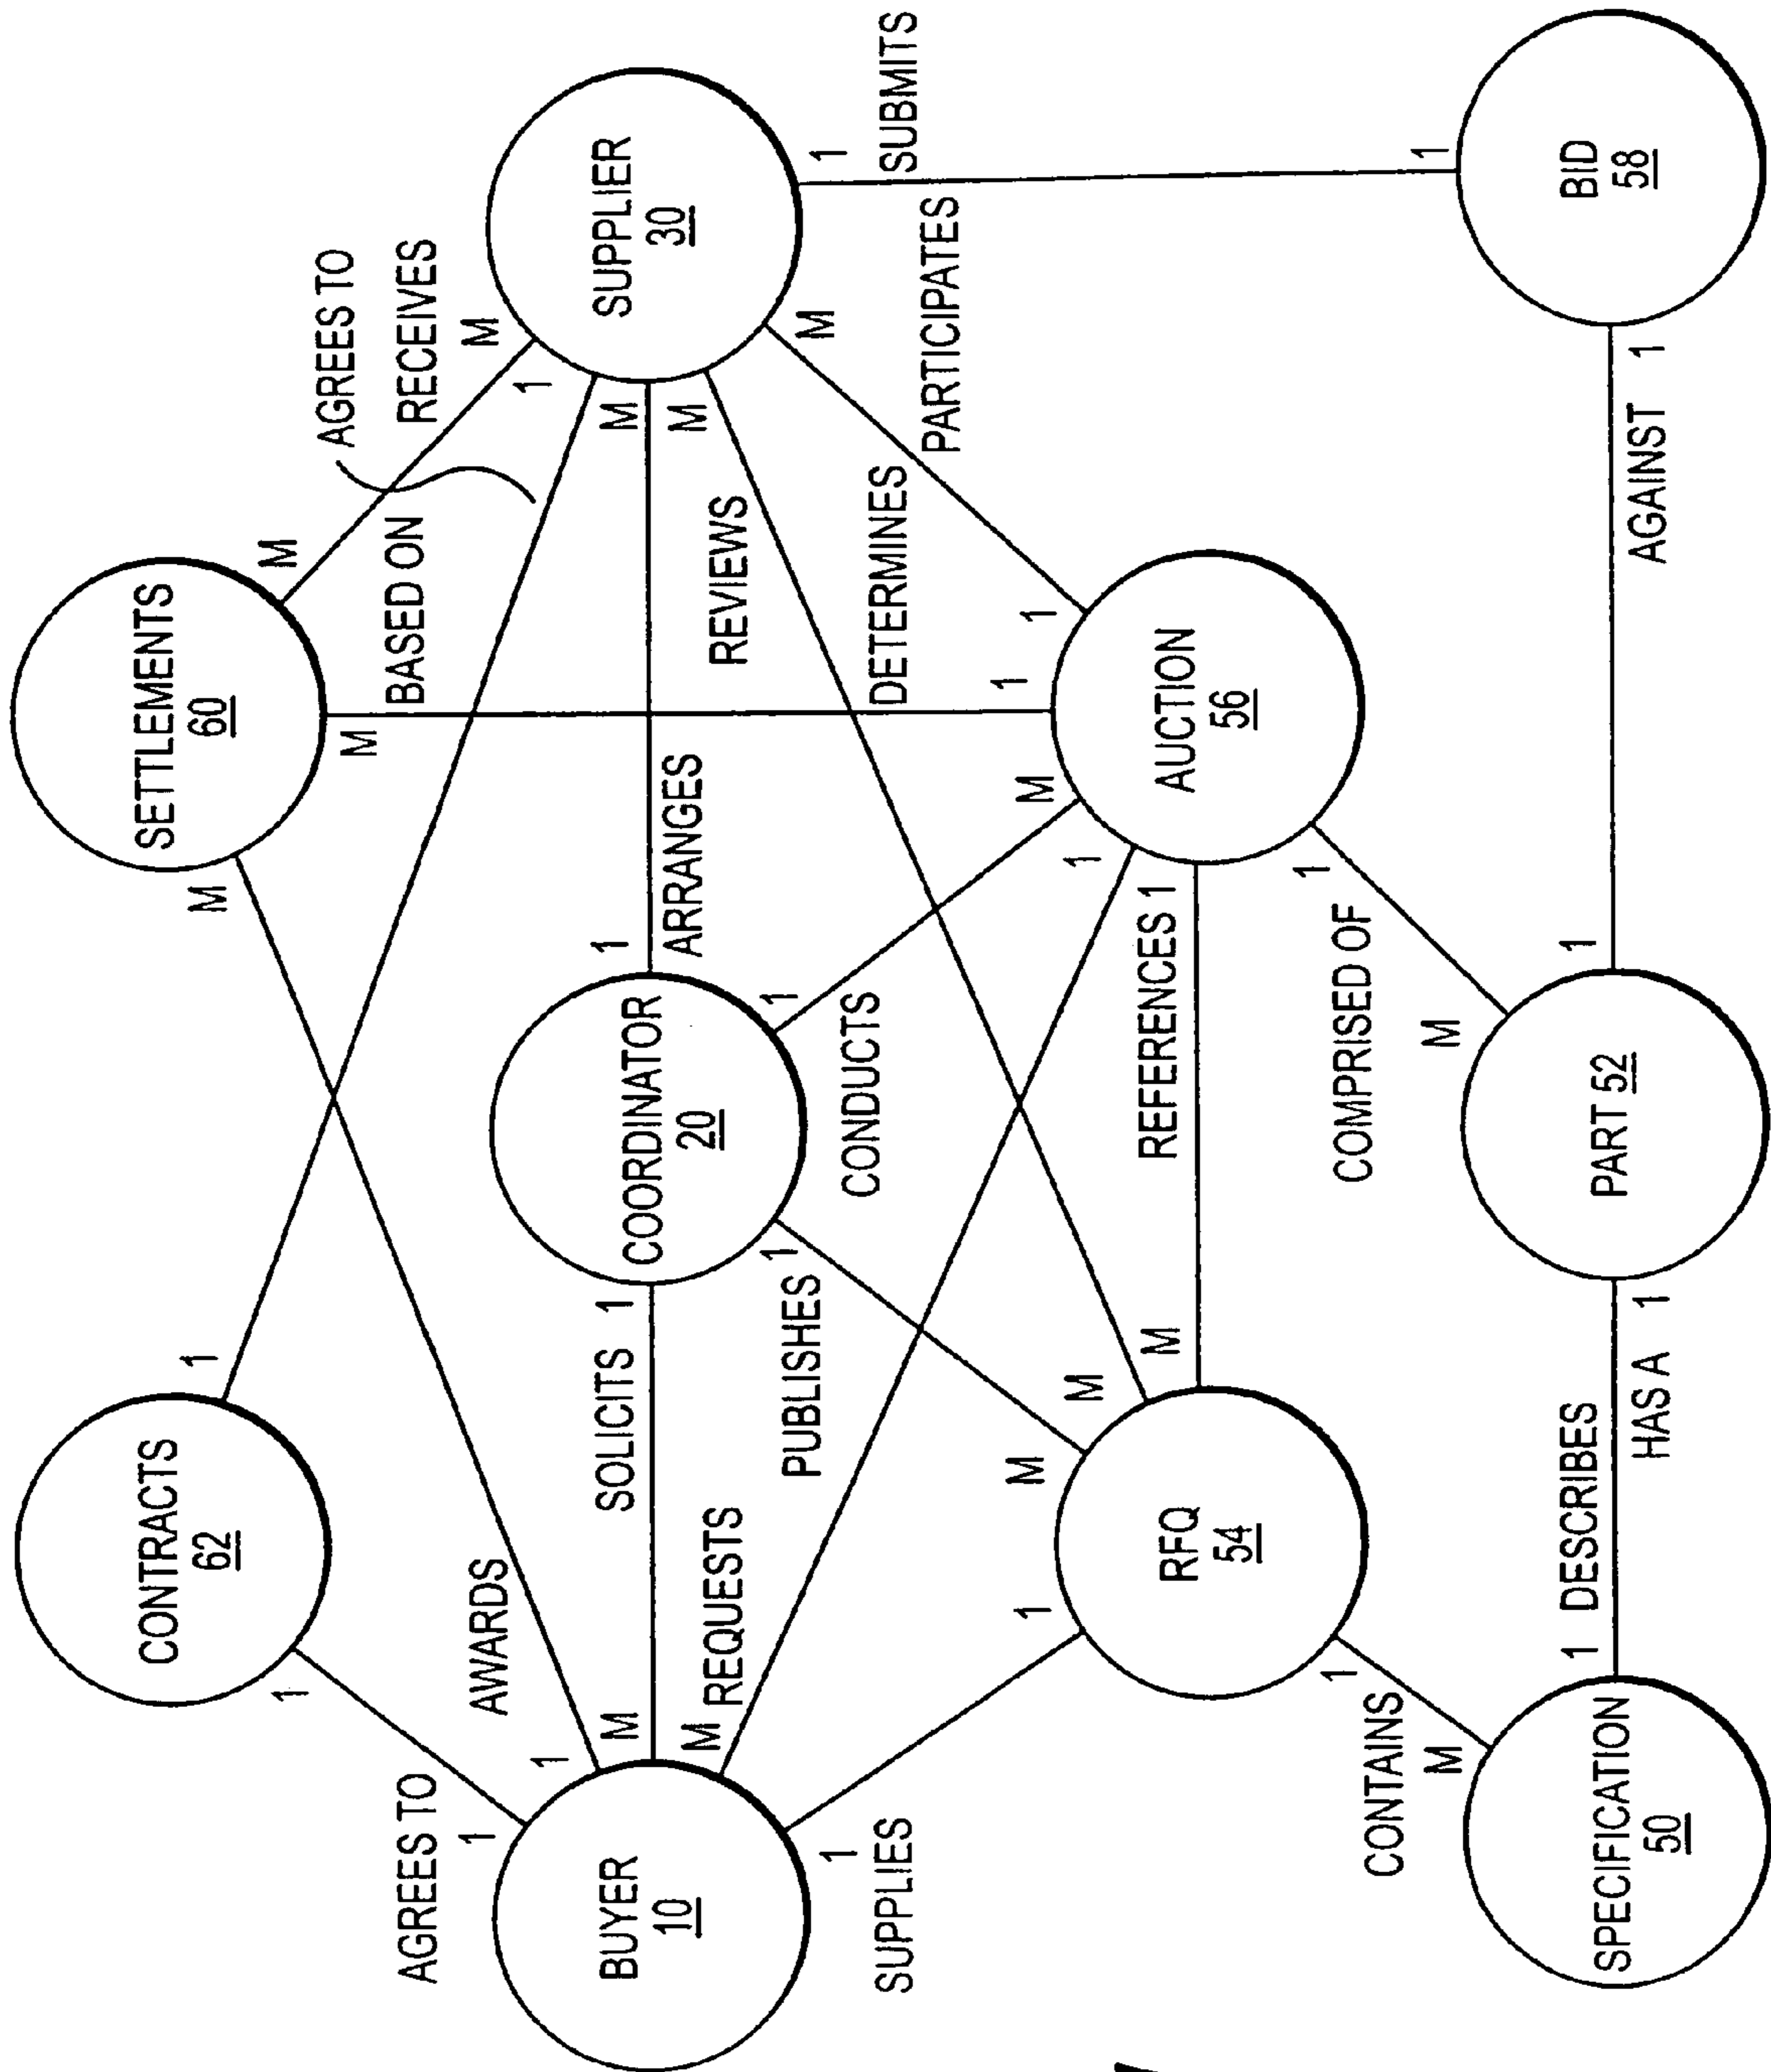 CONTRACTS
62
SETTLEMENTS
60
AGREES TO
RECEIVES
1
1
M
M
M
AGREES TO
1
AWARDS
1
BASED ON
M
1
BUYER
10
M
SOLICITS 1
COORDINATOR
20
1
ARRANGES
M
SUPPLIER
30
M
REQUESTS
M
REVIEWS
M
1
SUBMITS
SUPPLIES
1
PUBLISHES
1
CONDUCTS
1
DETERMINES
PARTICIPATES
1
M
M
M
1
1
1
RFQ
54
M
REFERENCES 1
AUCTION
56
CONTAINS
1
M
COMPRISED OF
1
M
1
SPECIFICATION
50
1 DESCRIBES
HAS A 1
PART 52
1
AGAINST 1
BID
58